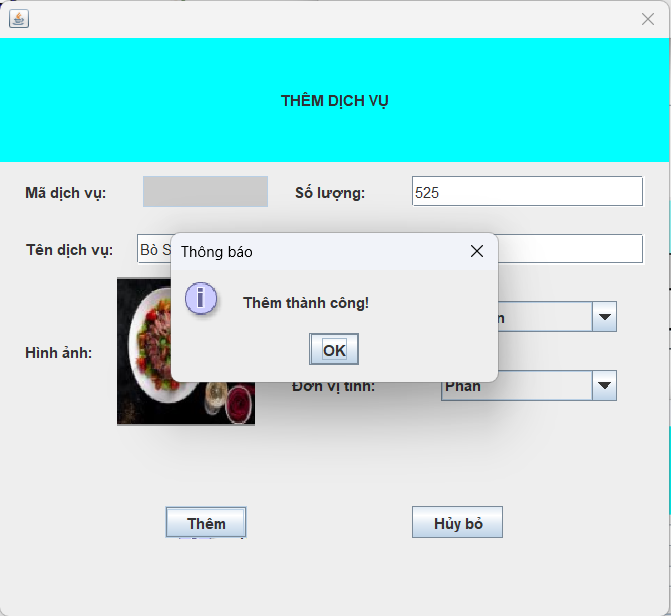 THÊM DỊCH VỤ
Mã dịch vụ:
Số lượng:
525
Tên dịch vụ:
Bò S
Thông báo
Thêm thành công!
OK
Hình ảnh:
Đơn vị tính:
Phần
Thêm
Hủy bỏ